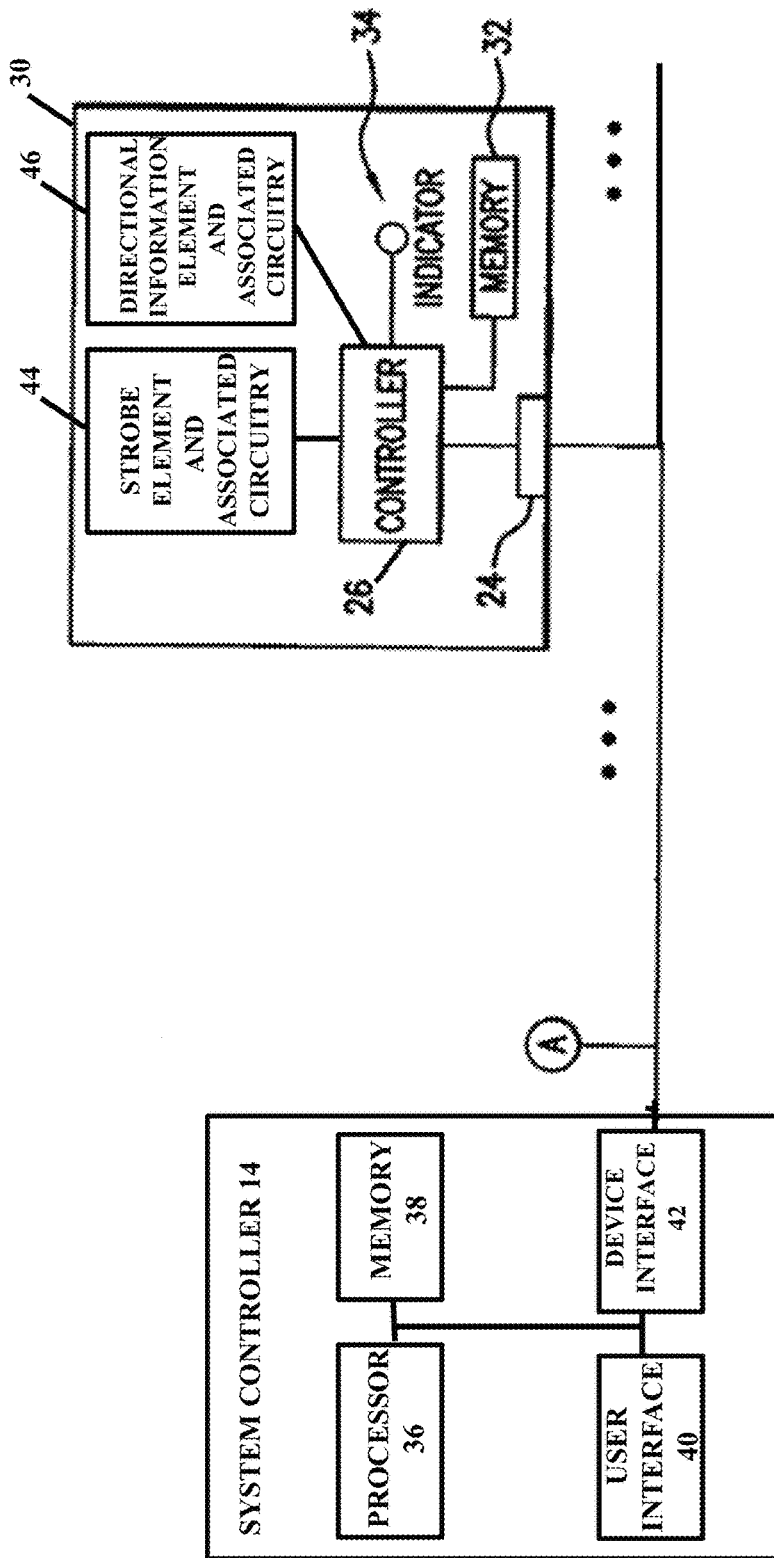 SYSTEM CONTROLLER 14
PROCESSOR
36
MEMORY
38
USER
INTERFACE
40
DEVICE
INTERFACE
42
A
30
44
STROBE
ELEMENT
AND
ASSOCIATED
CIRCUITRY
46
DIRECTIONAL
INFORMATION
ELEMENT
AND
ASSOCIATED
CIRCUITRY
CONTROLLER
26
34
INDICATOR
MEMORY
32
24